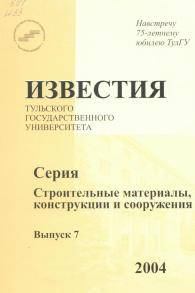 Навстречу
75-летнему
юбилею ТулГУ
ИЗВЕСТИЯ
ТУЛЬСКОГО
ГОСУДАРСТВЕННОГО
УНИВЕРСИТЕТА
Серия
Строительные материалы,
конструкции и сооружения
Выпуск 7
2004